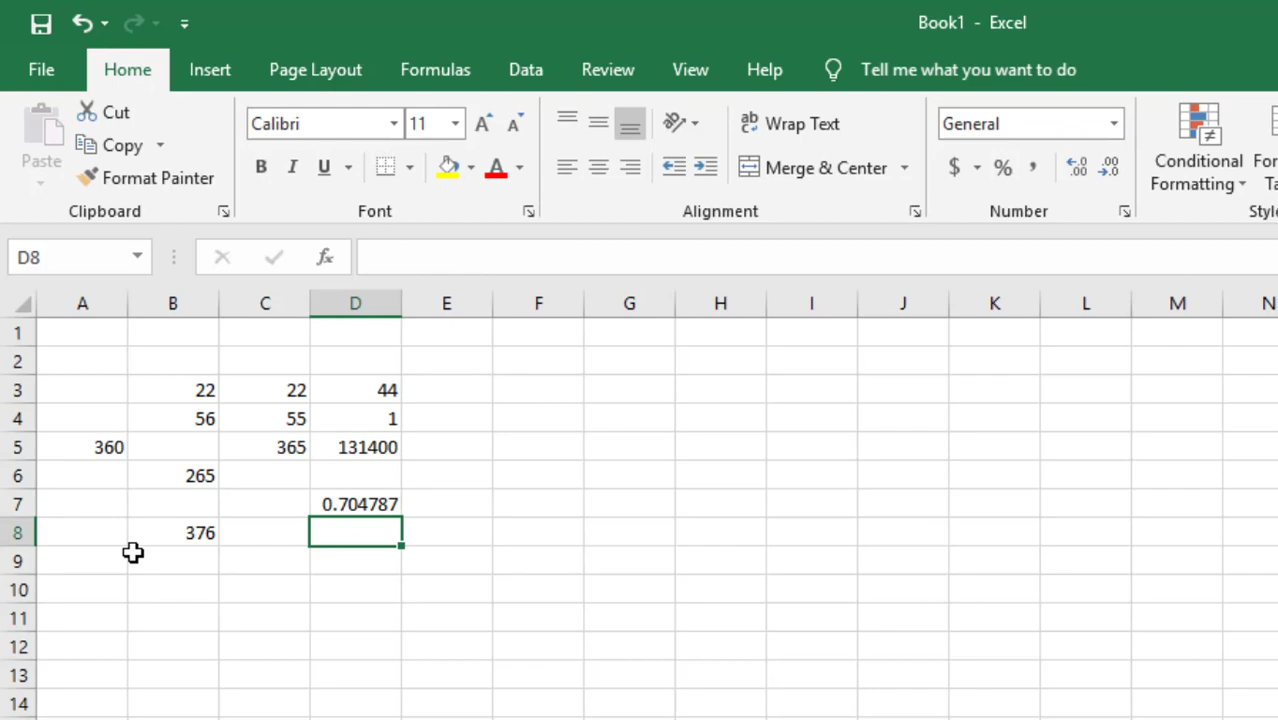 Book1 - Excel
File Home Insert Page Layout Formulas Data Review View Help Tell me what you want to do
Paste
Cut
Copy
Format Painter
Clipboard
Calibri 11
B I U A
Font
ab Wrap Text
Merge & Center
Alignment
General
$ % ,
Number
Conditional
Formatting
D8 fx
A B C D E F G H I J K L M N
1
2
3 22 22 44
4 56 55 1
5 360 365 131400
6 265
7 0.704787
8 376
9
10
11
12
13
14